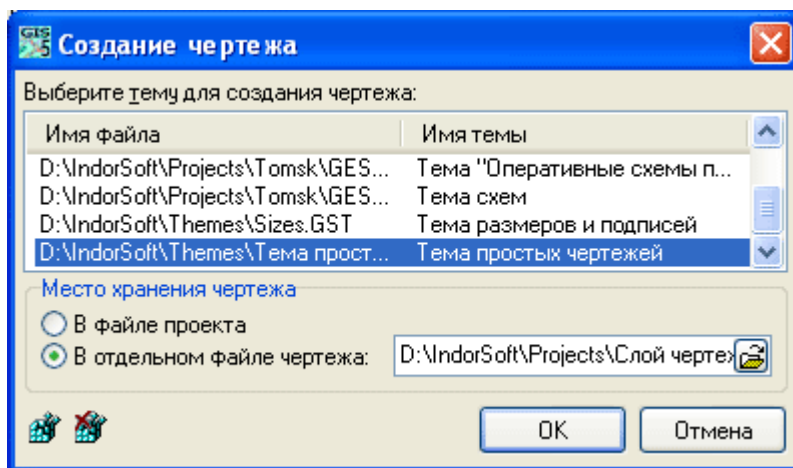 GIS 5 Создание чертежа
Выберите тему для создания чертежа:
Имя файла Имя темы
D:\IndorSoft\Projects\Tomsk\GES... Тема "Оперативные схемы п...
D:\IndorSoft\Projects\Tomsk\GES... Тема схем
D:\IndorSoft\Themes\Sizes.GST Тема размеров и подписей
D:\IndorSoft\Themes\Тема прост... Тема простых чертежей
Место хранения чертежа
В файле проекта
В отдельном файле чертежа: D:\IndorSoft\Projects\Слой чертеж
OK Отмена